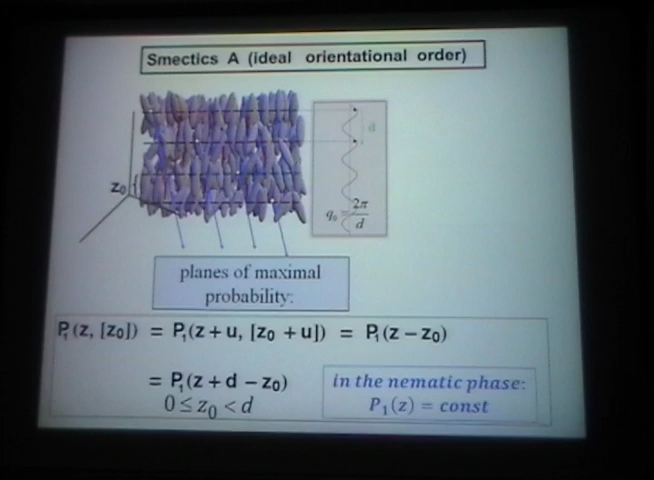 Smectics A (ideal orientational order)
d
z₀
q₀ = 2π/d
planes of maximal
probability:
P₁(z, [z₀]) = P₁(z+u, [z₀+u]) = P₁(z−z₀)
= P₁(z+d−z₀)
0≤z₀<d
in the nematic phase:
P₁(z) = const